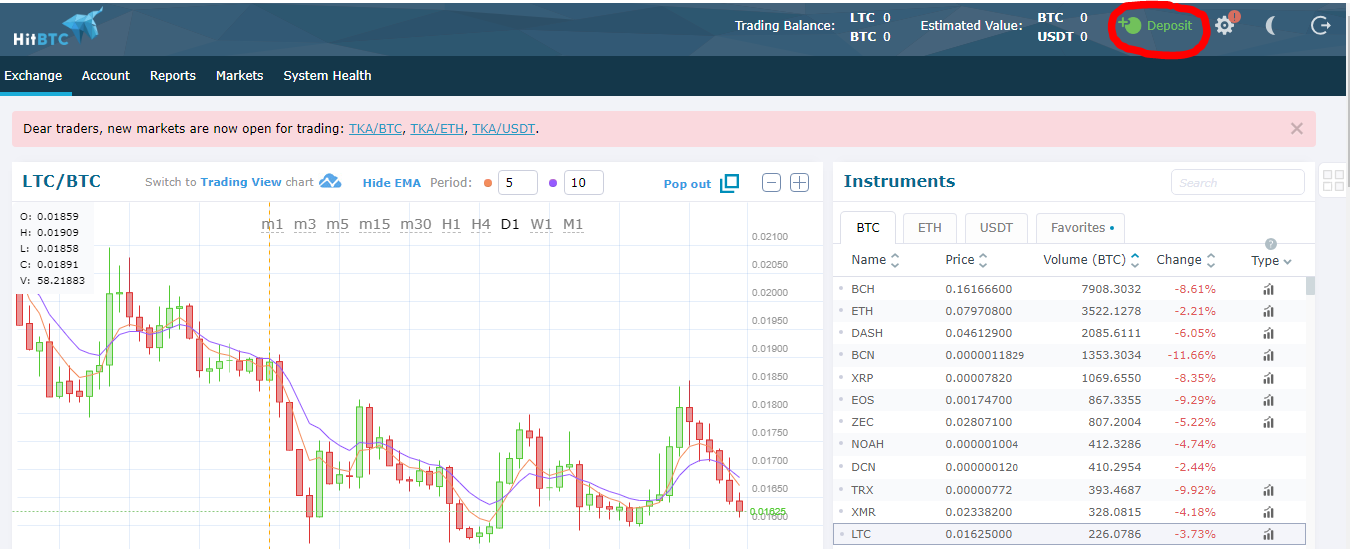 HitBTC
Trading Balance: LTC 0 BTC 0
Estimated Value: BTC 0 USDT 0
Deposit
!
Exchange Account Reports Markets System Health
Dear traders, new markets are now open for trading: TKA/BTC, TKA/ETH, TKA/USDT.
LTC/BTC
Switch to Trading View chart
Hide EMA Period: 5 10
Pop out
O: 0.01859
H: 0.01909
L: 0.01858
C: 0.01891
V: 58.21883
m1 m3 m5 m15 m30 H1 H4 D1 W1 M1
0.02100
0.02050
0.02000
0.01950
0.01900
0.01850
0.01800
0.01750
0.01700
0.01650
0.01625
0.01600
Instruments
Search
BTC ETH USDT Favorites
?
Name Price Volume (BTC) Change Type
BCH 0.16166600 7908.3032 -8.61%
ETH 0.07970800 3522.1278 -2.21%
DASH 0.04612900 2085.6111 -6.05%
BCN 0.0000011829 1353.3034 -11.66%
XRP 0.00007820 1069.6550 -8.35%
EOS 0.00174700 867.3355 -9.29%
ZEC 0.02807100 807.2004 -5.22%
NOAH 0.000001004 412.3286 -4.74%
DCN 0.000000120 410.2954 -2.44%
TRX 0.00000772 393.4687 -9.92%
XMR 0.02338200 328.0815 -4.18%
LTC 0.01625000 226.0786 -3.73%